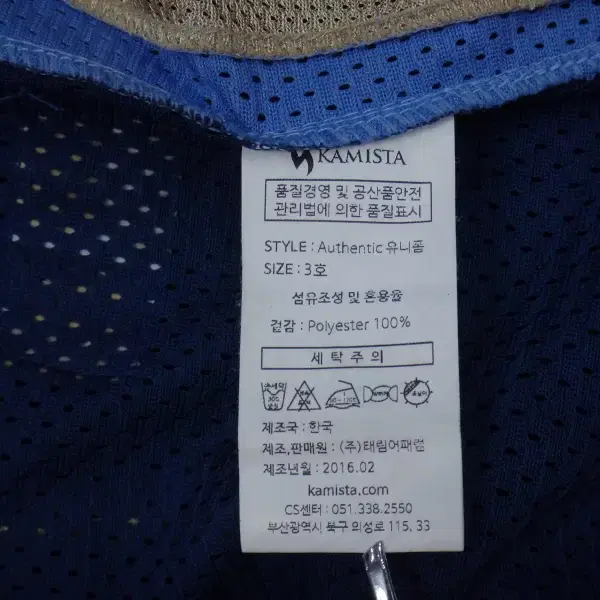 KAMISTA
품질경영 및 공산품안전
관리법에 의한 품질표시
STYLE : Authentic 유니폼
SIZE : 3호
섬유조성 및 혼용율
겉감 : Polyester 100%
세 탁 주 의
제조국 : 한국
제조,판매원 : (주)태림어패럴
제조년월 : 2016.02
kamista.com
CS센터 : 051.338.2550
부산광역시 북구 의성로 115, 33